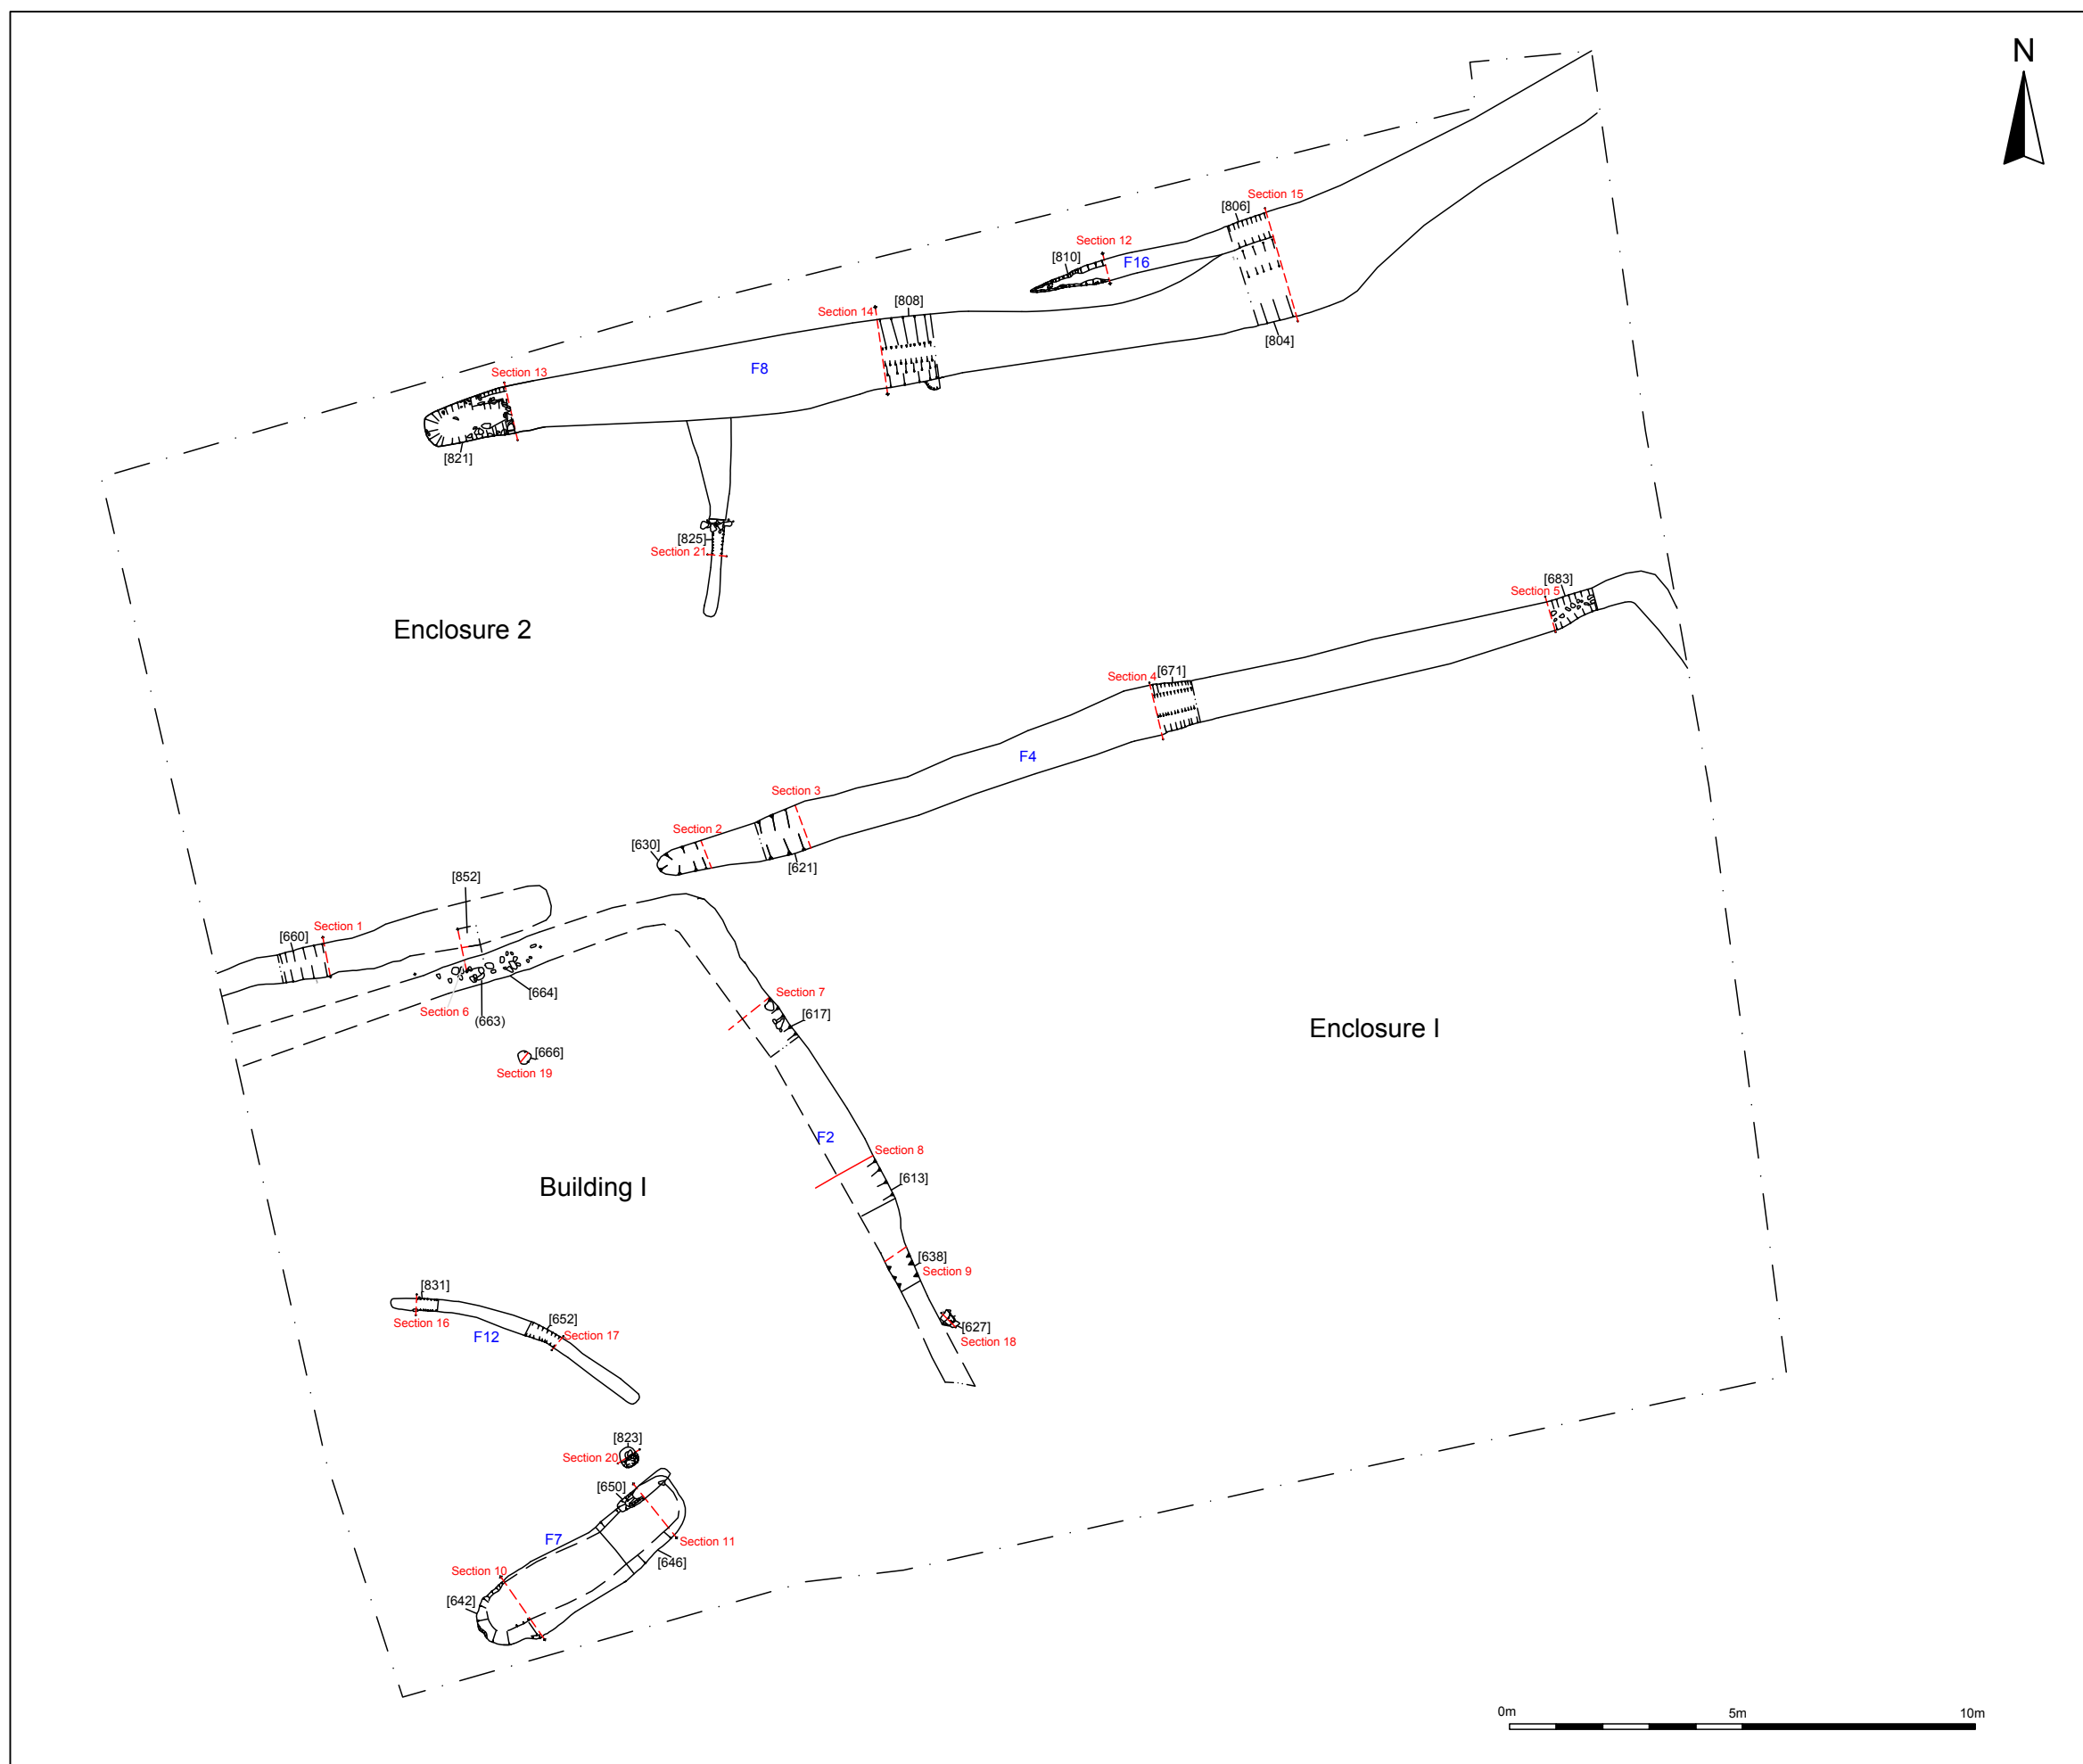 N
Section 15
[806]
Section 12
[810]
F16
[808]
Section 14
[804]
F8
Section 13
[821]
[825]
Section 21
[683]
Section 5
Enclosure 2
[671]
Section 4
F4
Section 3
Section 2
[630]
[621]
[852]
Section 1
[660]
[664]
Section 7
Section 6
(663)
[617]
Enclosure I
[666]
Section 19
F2
Section 8
[613]
Building I
[638]
Section 9
[831]
[652]
Section 16
Section 17
F12
[627]
Section 18
[823]
Section 20
[650]
F7
Section 11
[646]
Section 10
[642]
0m 5m 10m